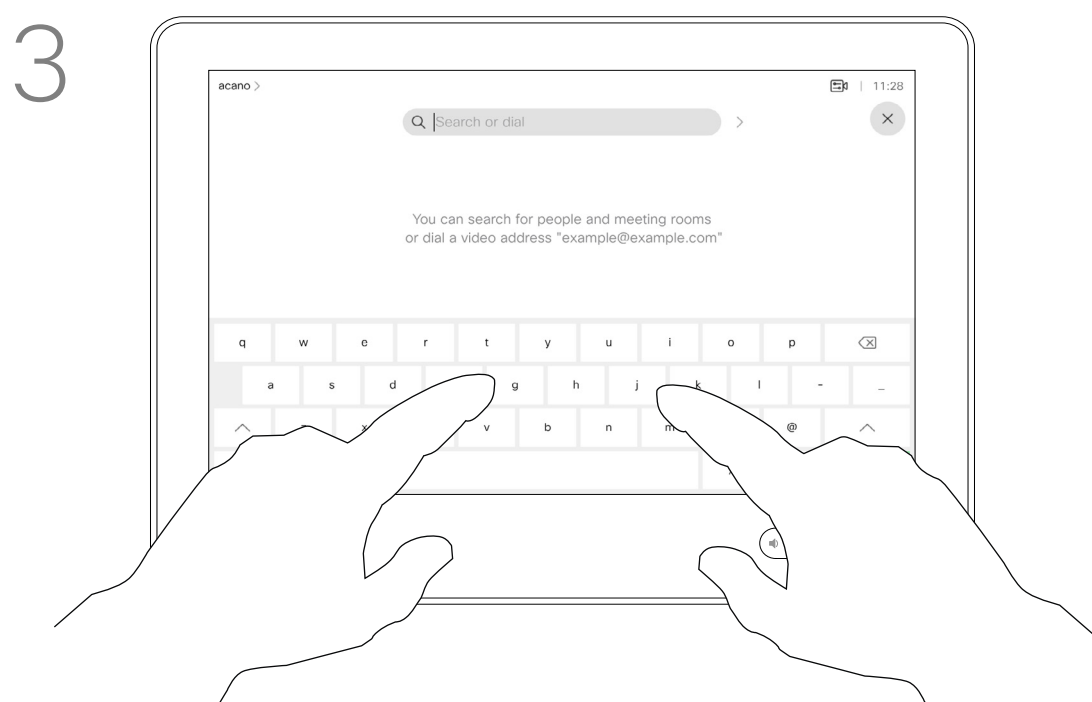 3
acano >
11:28
Search or dial
You can search for people and meeting rooms
or dial a video address "example@example.com"
q w e r t y u i o p
a s d g h j k l - _
x v b n m @